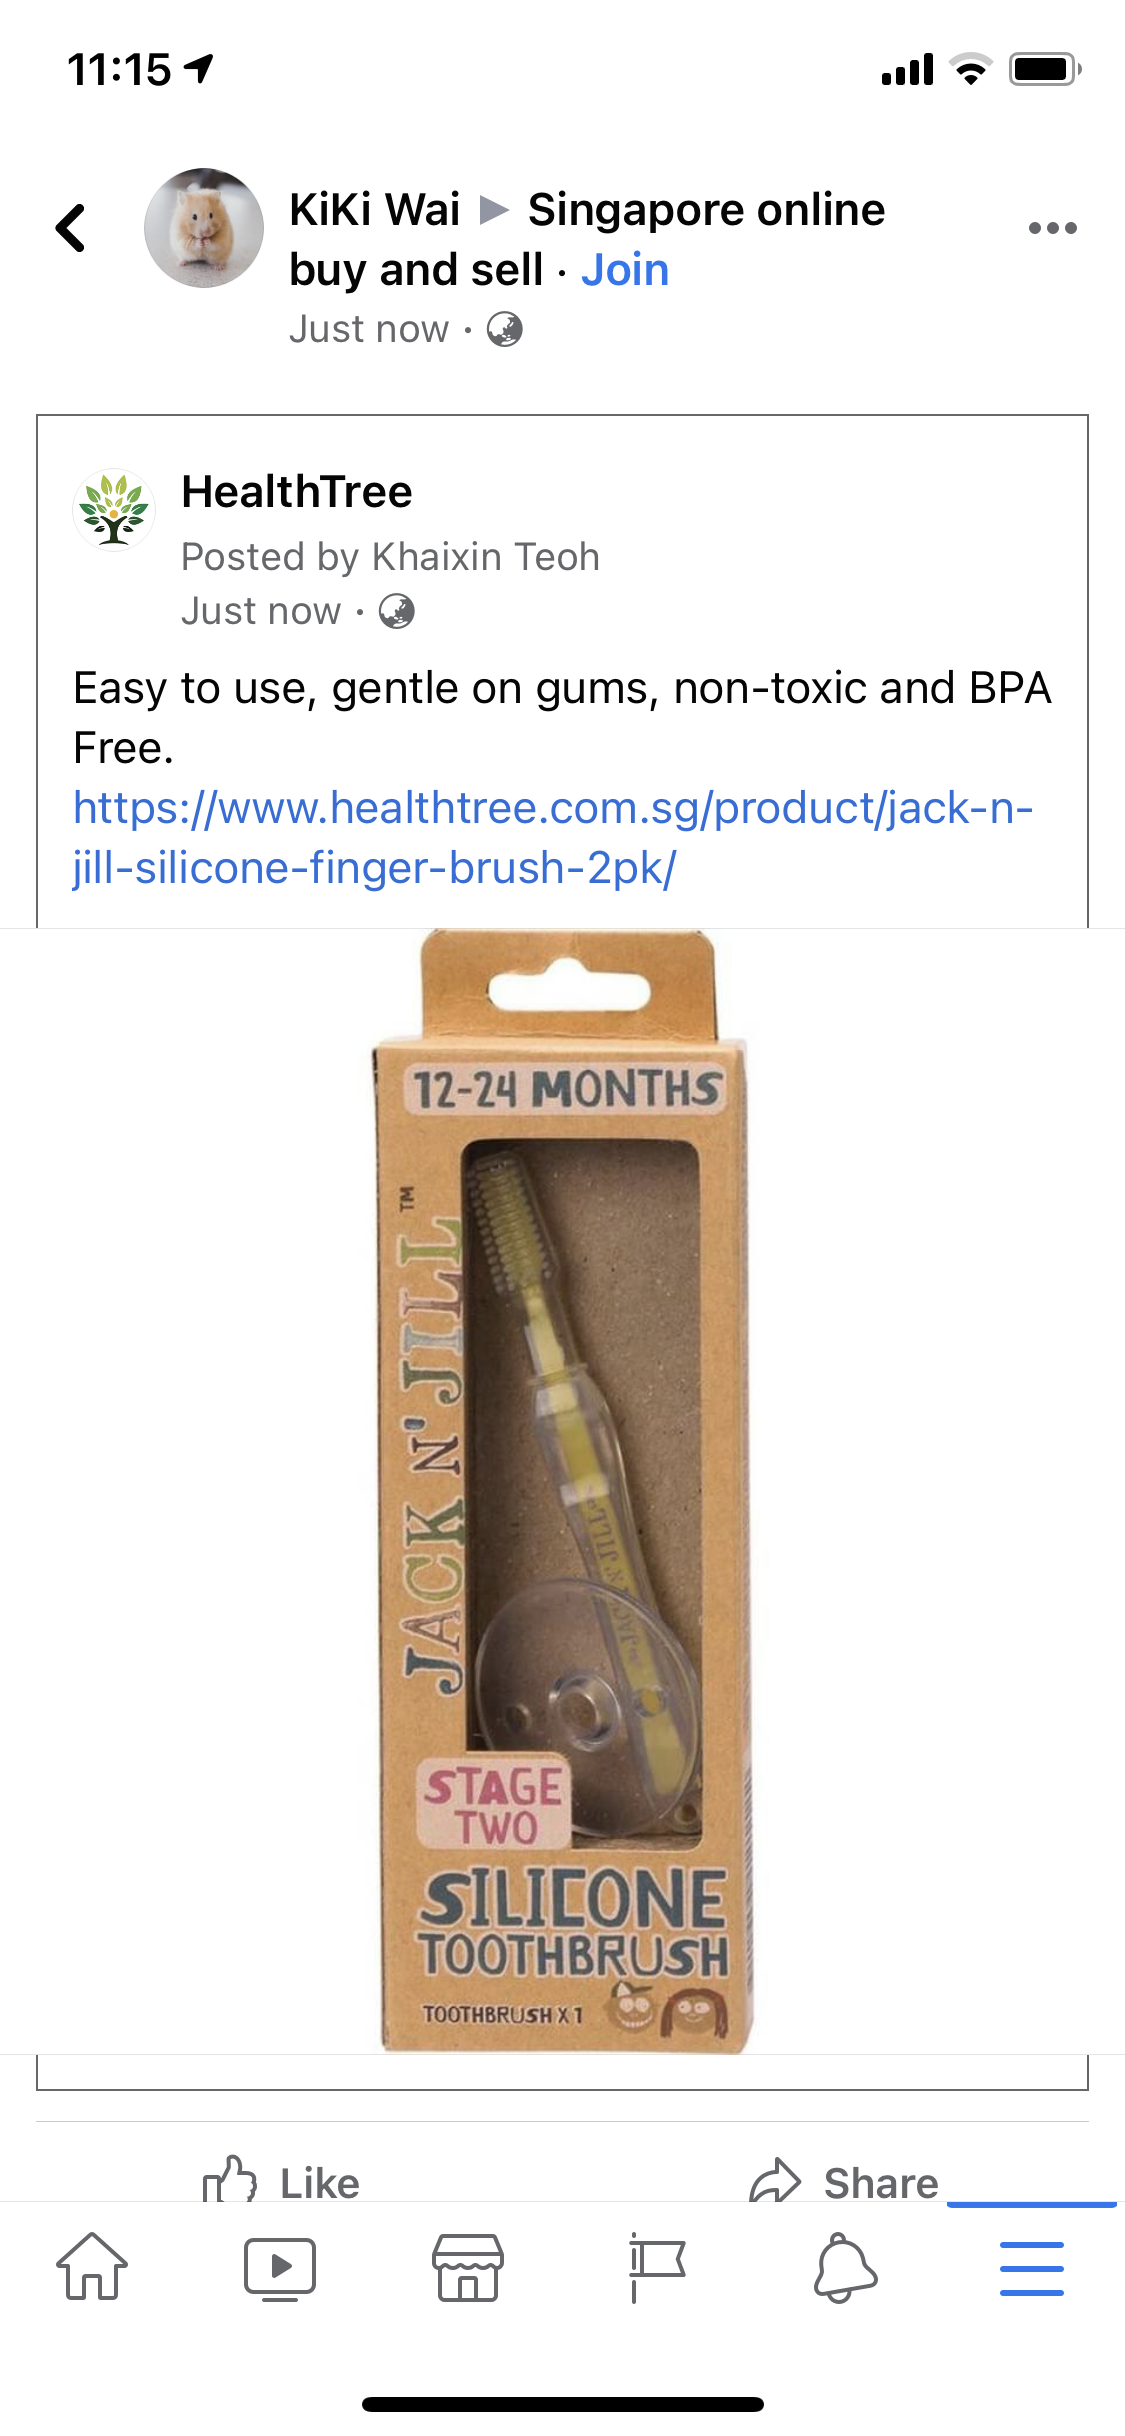 11:15
KiKi Wai ▶ Singapore online
buy and sell · Join
Just now ·
HealthTree
Posted by Khaixin Teoh
Just now ·
Easy to use, gentle on gums, non-toxic and BPA
Free.
https://www.healthtree.com.sg/product/jack-n-
jill-silicone-finger-brush-2pk/
12-24 MONTHS
JACK N' JILL™
JACK N' JILL
STAGE
TWO
SILICONE
TOOTHBRUSH
TOOTHBRUSH X 1
Like
Share